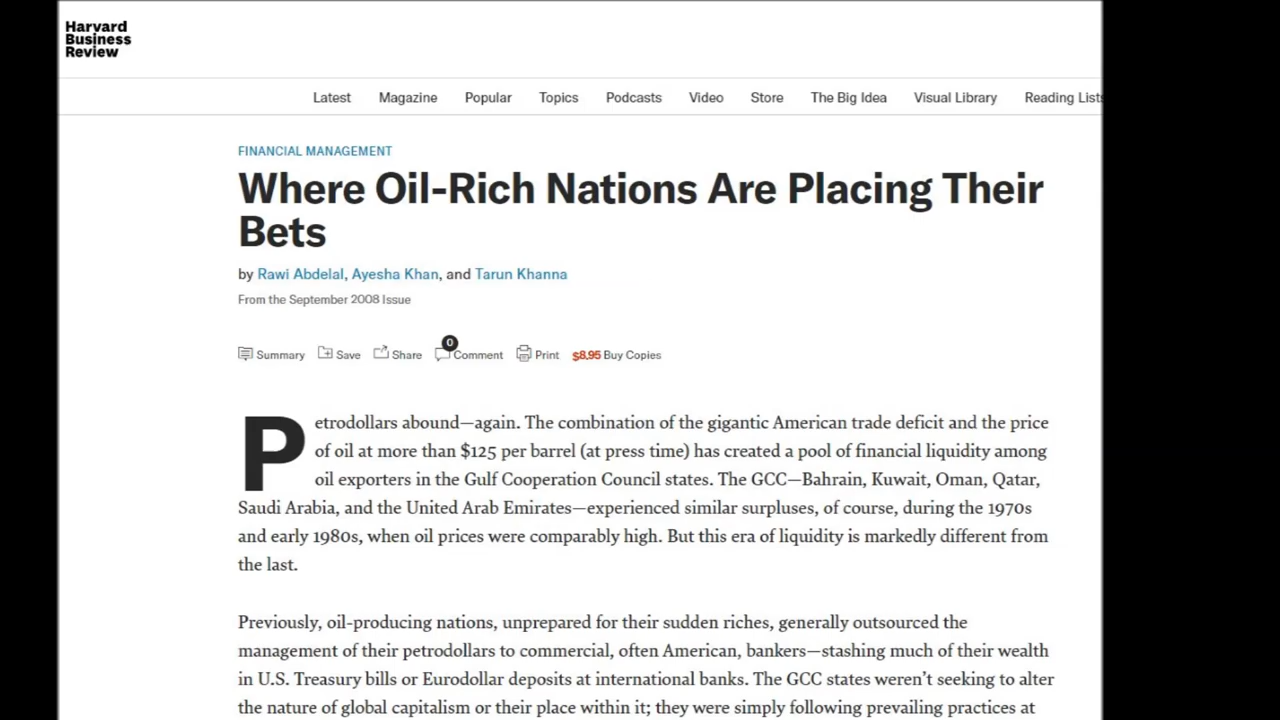 Harvard
Business
Review
Latest Magazine Popular Topics Podcasts Video Store The Big Idea Visual Library Reading Lists
FINANCIAL MANAGEMENT
Where Oil-Rich Nations Are Placing Their
Bets
by Rawi Abdelal, Ayesha Khan, and Tarun Khanna
From the September 2008 Issue
0
Summary Save Share Comment Print $8.95 Buy Copies
Petrodollars abound—again. The combination of the gigantic American trade deficit and the price
of oil at more than $125 per barrel (at press time) has created a pool of financial liquidity among
oil exporters in the Gulf Cooperation Council states. The GCC—Bahrain, Kuwait, Oman, Qatar,
Saudi Arabia, and the United Arab Emirates—experienced similar surpluses, of course, during the 1970s
and early 1980s, when oil prices were comparably high. But this era of liquidity is markedly different from
the last.
Previously, oil-producing nations, unprepared for their sudden riches, generally outsourced the
management of their petrodollars to commercial, often American, bankers—stashing much of their wealth
in U.S. Treasury bills or Eurodollar deposits at international banks. The GCC states weren't seeking to alter
the nature of global capitalism or their place within it; they were simply following prevailing practices at